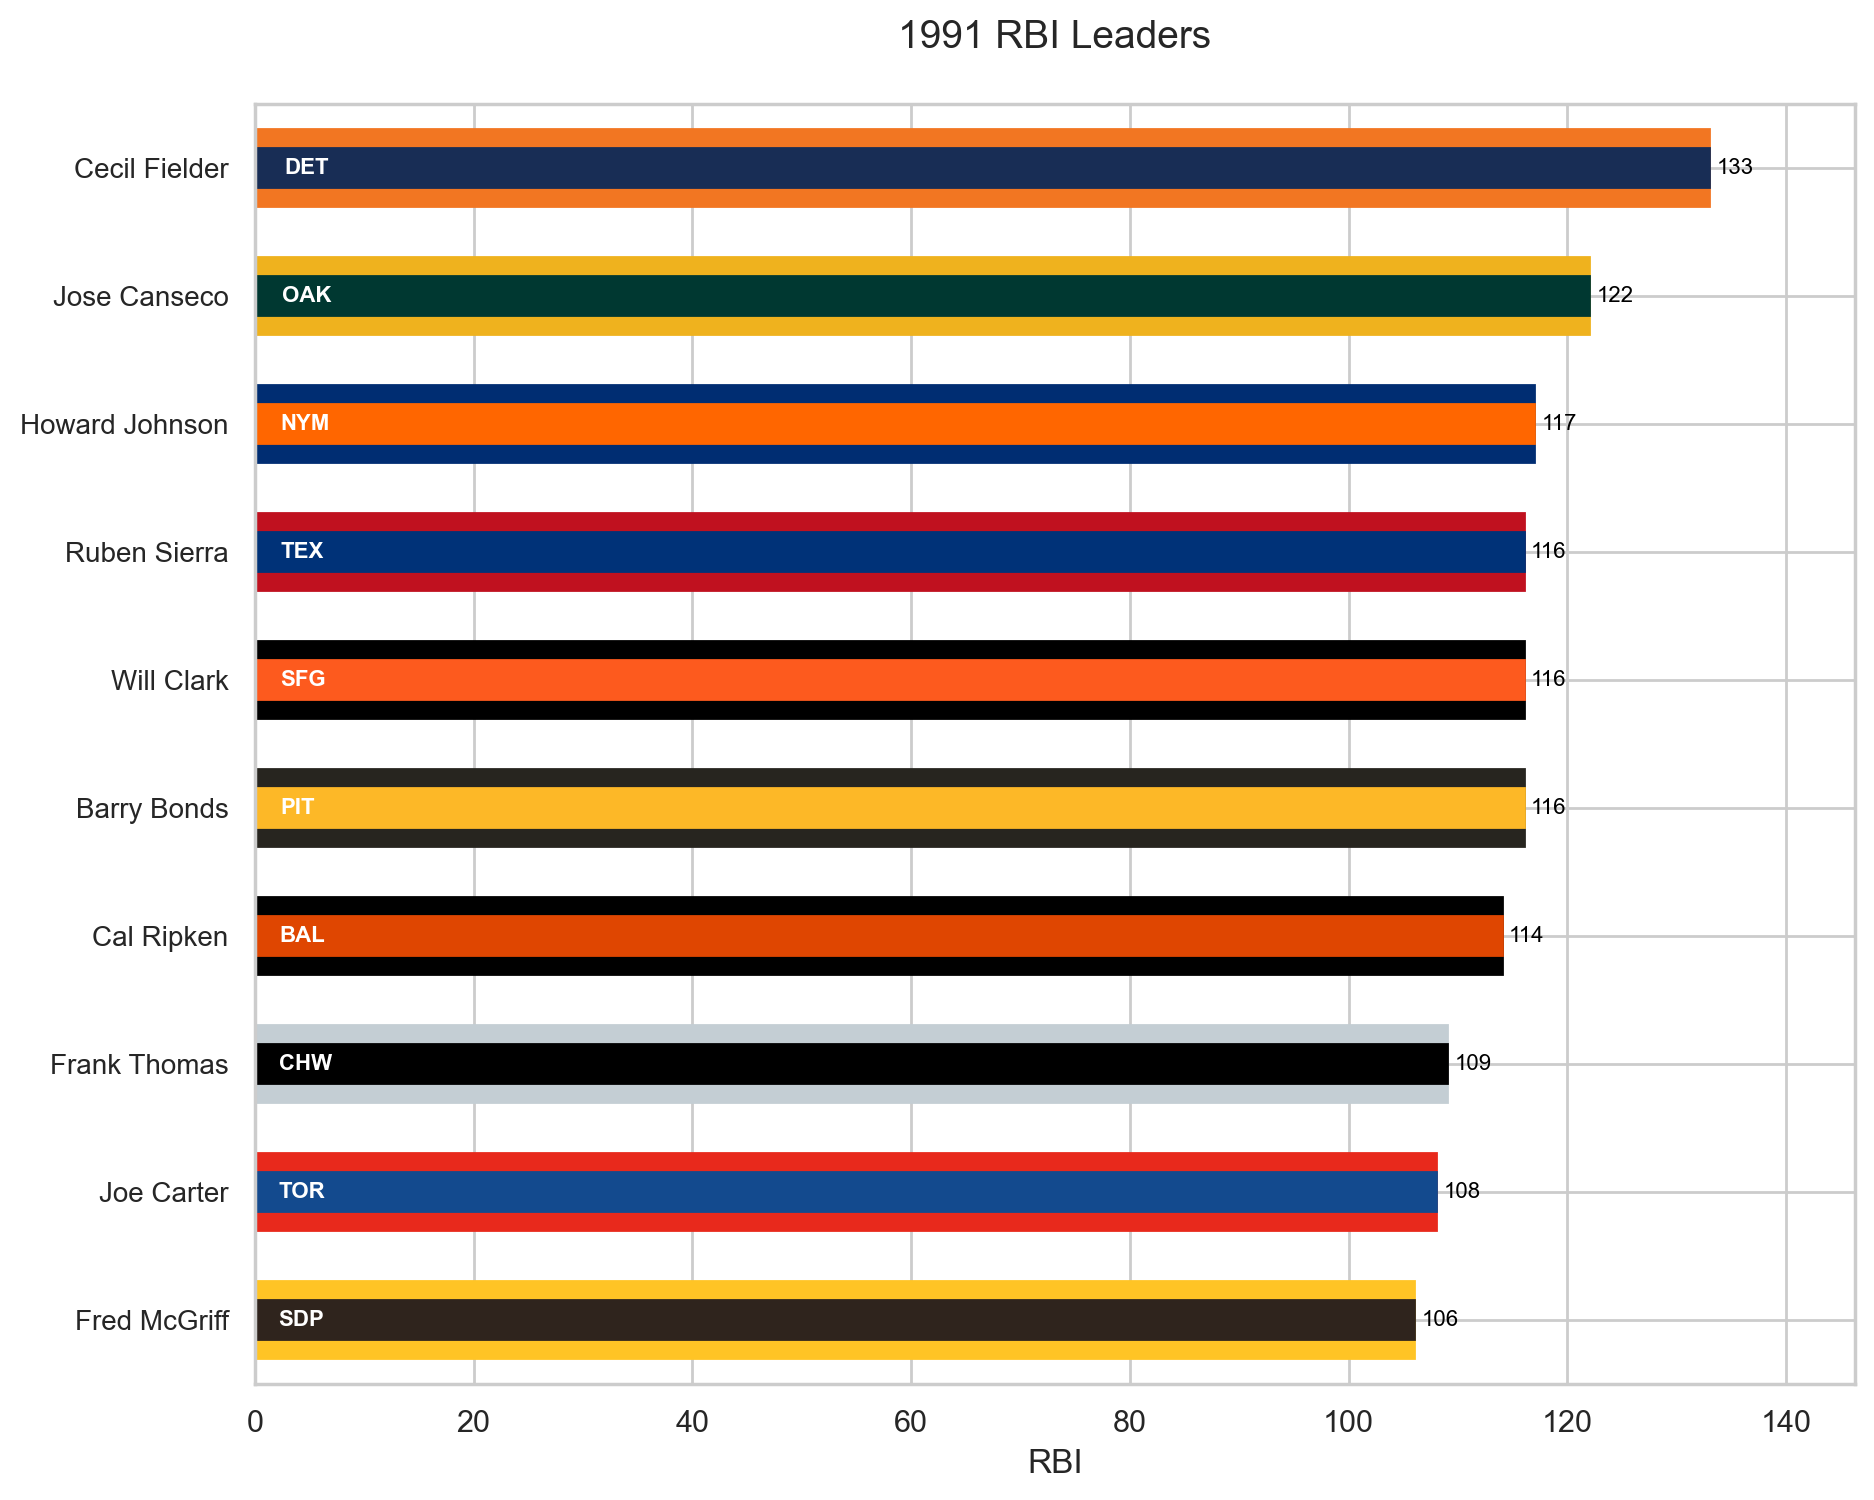 1991 RBI Leaders
Cecil Fielder DET 133
Jose Canseco OAK 122
Howard Johnson NYM 117
Ruben Sierra TEX 116
Will Clark SFG 116
Barry Bonds PIT 116
Cal Ripken BAL 114
Frank Thomas CHW 109
Joe Carter TOR 108
Fred McGriff SDP 106
0 20 40 60 80 100 120 140
RBI